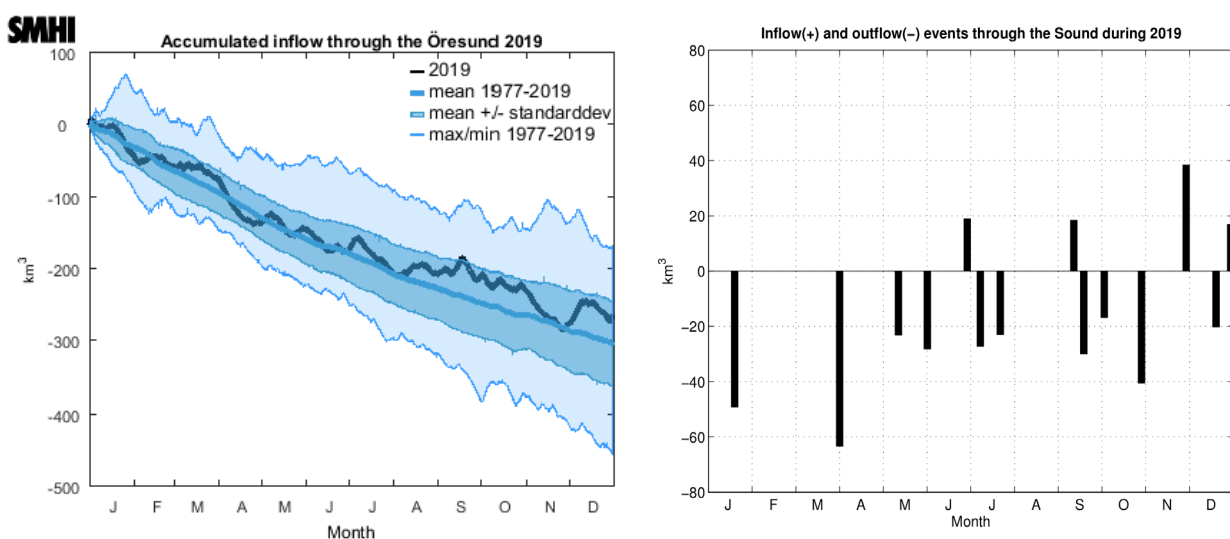 SMHI
Accumulated inflow through the Öresund 2019
100
0
-100
-200
-300
-400
-500
km³
2019
mean 1977-2019
mean +/- standarddev
max/min 1977-2019
J F M A M J J A S O N D
Month
Inflow(+) and outflow(−) events through the Sound during 2019
80
60
40
20
0
−20
−40
−60
−80
km³
J F M A M J J A S O N D
Month